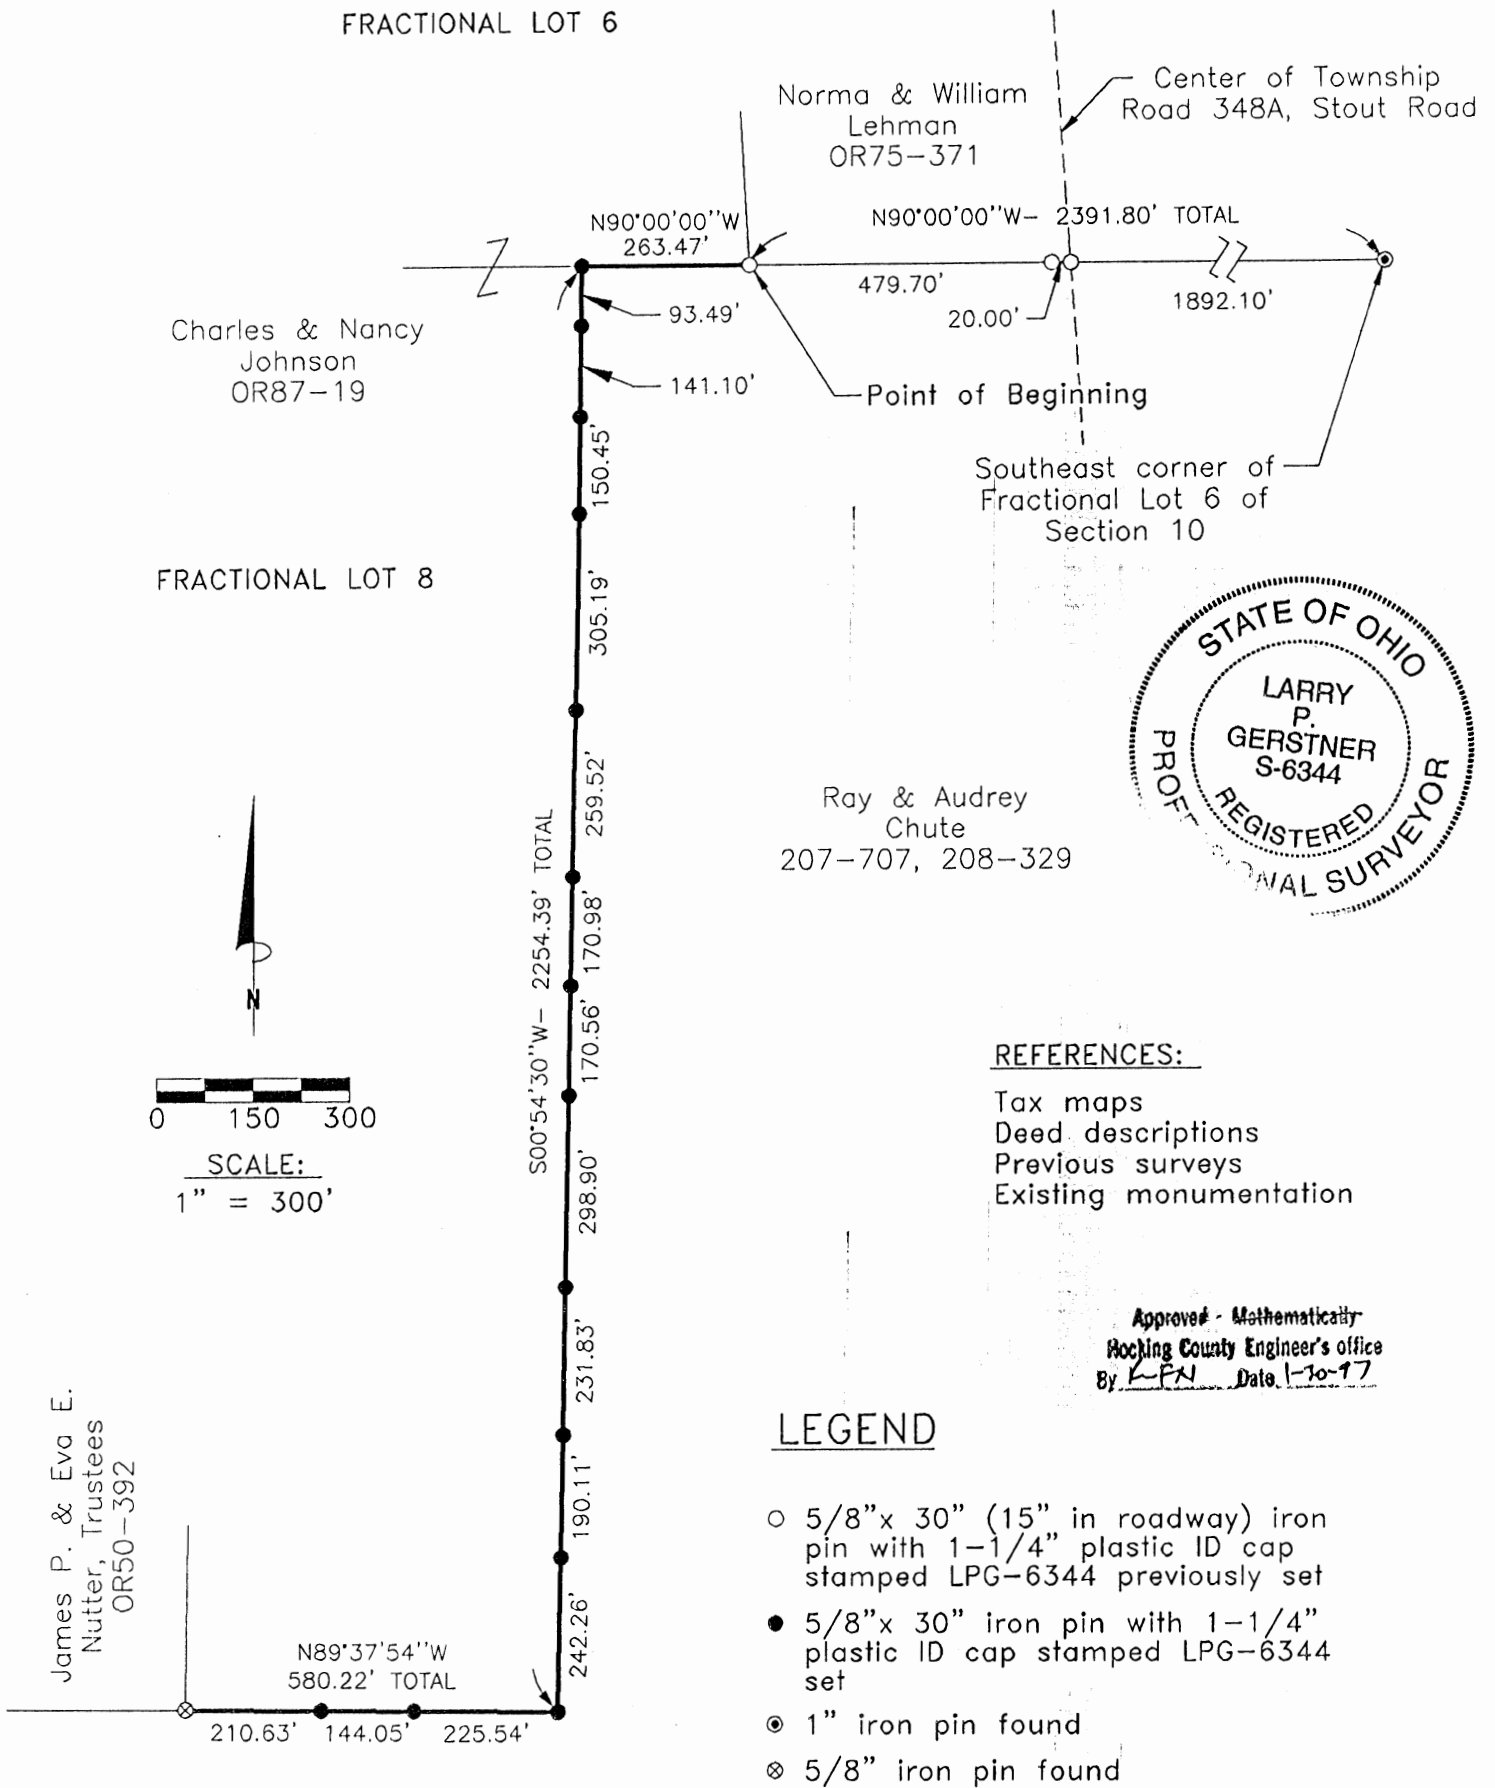 FRACTIONAL LOT 6
Norma & William
Lehman
OR75-371
Center of Township
Road 348A, Stout Road
N90°00'00"W
263.47'
N90°00'00"W- 2391.80' TOTAL
479.70'
20.00'
1892.10'
93.49'
141.10'
Charles & Nancy
Johnson
OR87-19
Point of Beginning
Southeast corner of
Fractional Lot 6 of
Section 10
150.45'
FRACTIONAL LOT 8
305.19'
STATE OF OHIO
LARRY
P.
GERSTNER
S-6344
REGISTERED
SURVEYOR
259.52'
Ray & Audrey
Chute
207-707, 208-329
S00°54'30"W- 2254.39' TOTAL
170.98'
N
170.56'
0 150 300
SCALE:
1" = 300'
REFERENCES:
Tax maps
Deed descriptions
Previous surveys
Existing monumentation
298.90'
231.83'
Approved - Mathematically
Hocking County Engineer's office
By Date
James P. & Eva E.
Nutter, Trustees
OR50-392
190.11'
242.26'
N89°37'54"W
580.22' TOTAL
210.63' 144.05' 225.54'
LEGEND
5/8"x 30" (15" in roadway) iron
pin with 1-1/4" plastic ID cap
stamped LPG-6344 previously set
5/8"x 30" iron pin with 1-1/4"
plastic ID cap stamped LPG-6344
set
1" iron pin found
5/8" iron pin found